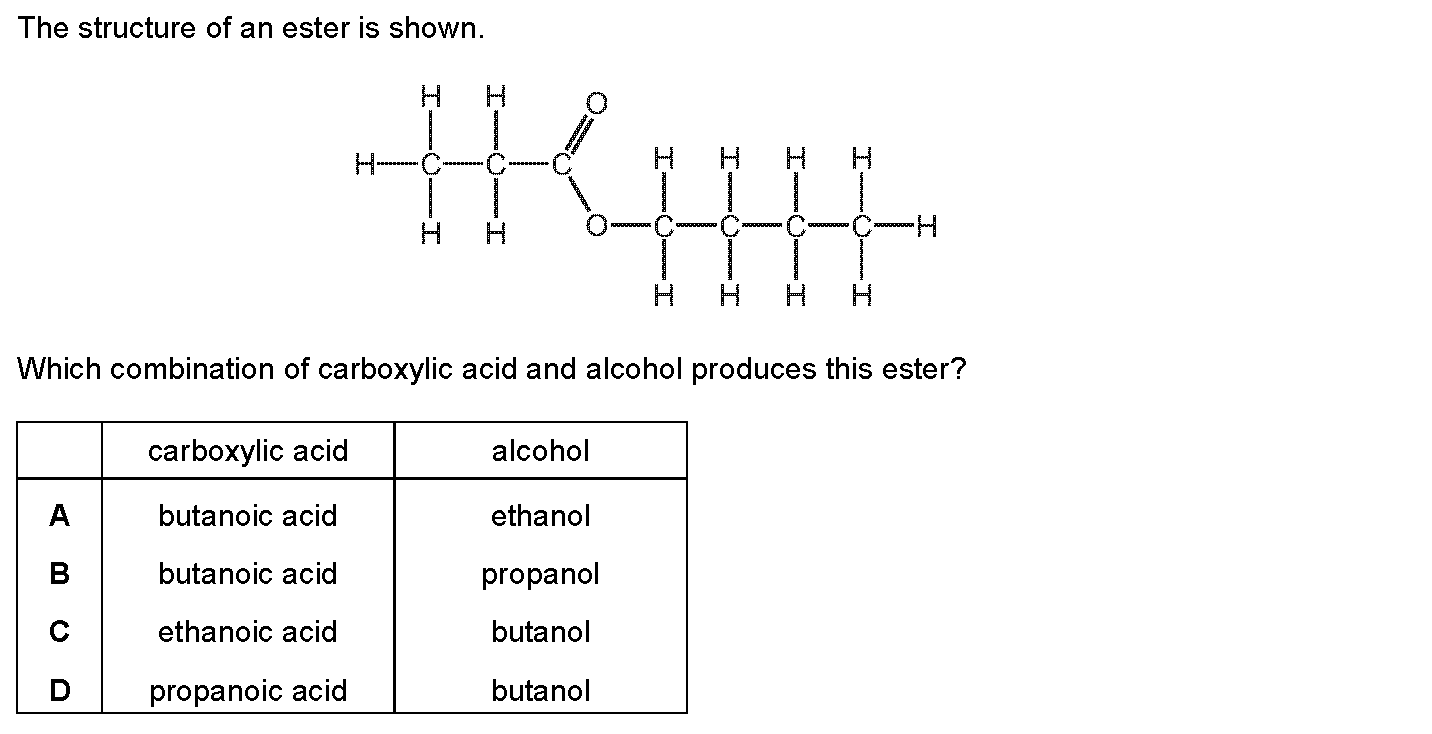 The structure of an ester is shown.
H H O
H C C C H H H H
H H O C C C C H
H H H H
Which combination of carboxylic acid and alcohol produces this ester?
carboxylic acid alcohol
A butanoic acid ethanol
B butanoic acid propanol
C ethanoic acid butanol
D propanoic acid butanol